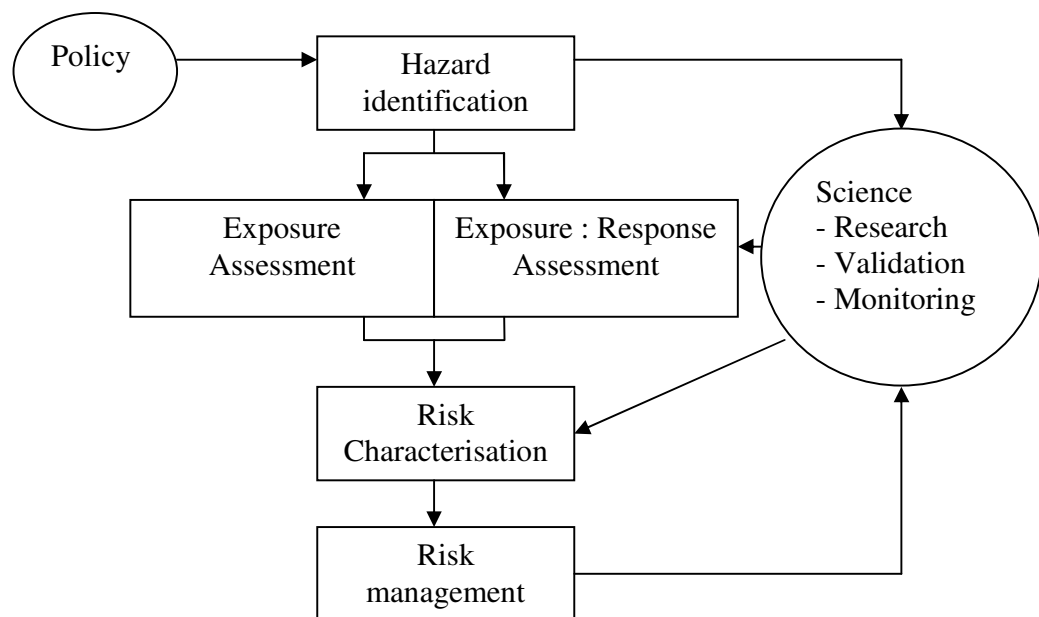 Policy
Hazard
identification
Exposure
Assessment
Exposure : Response
Assessment
Science
- Research
- Validation
- Monitoring
Risk
Characterisation
Risk
management